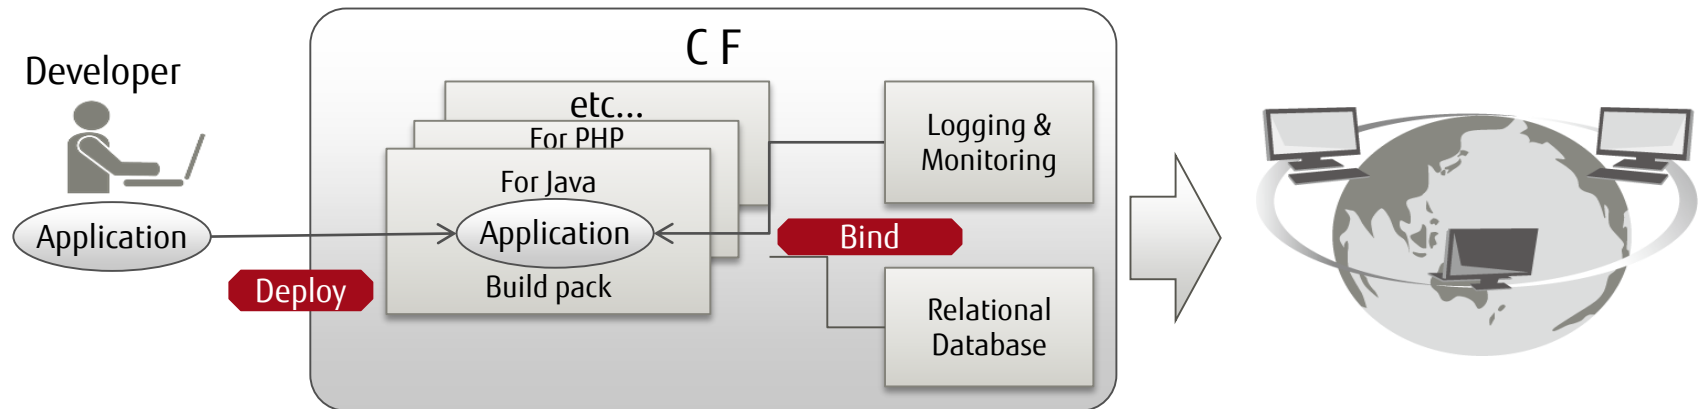 C F
Developer
etc...
For PHP
For Java
Application
Application
Build pack
Deploy
Logging &
Monitoring
Bind
Relational
Database